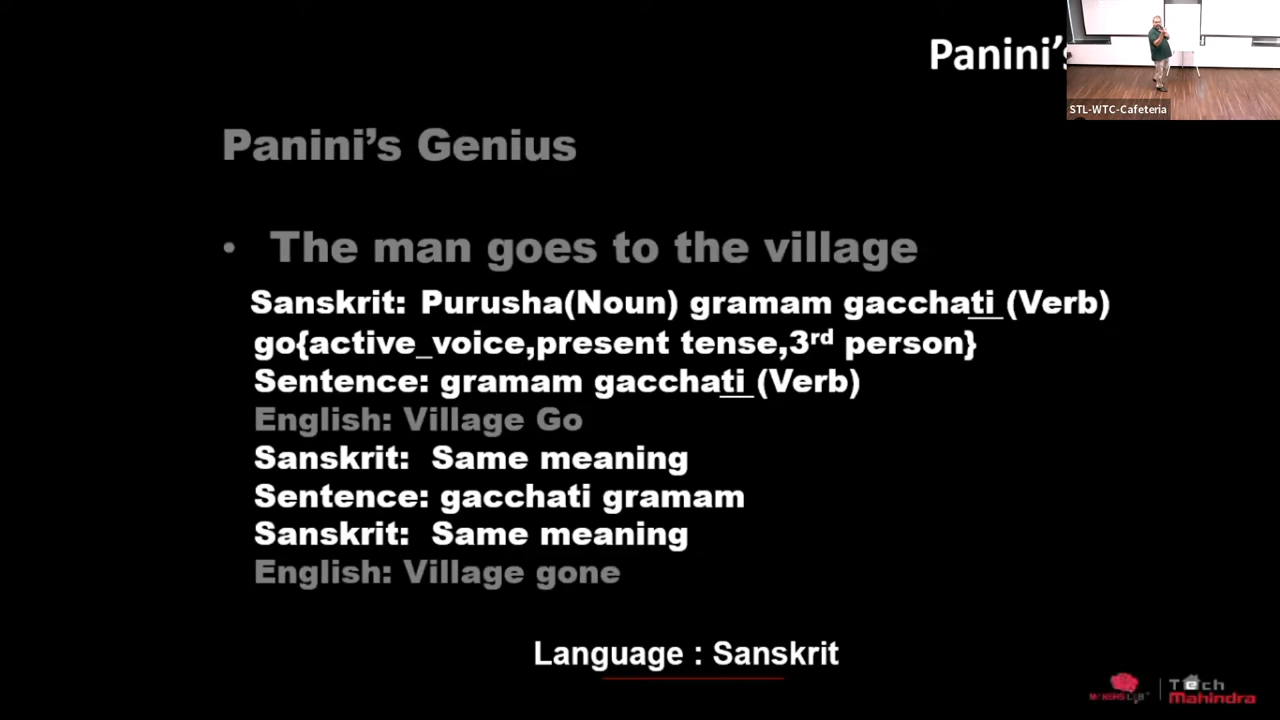 Panini's
STL-WTC-Cafeteria
Panini's Genius
• The man goes to the village
Sanskrit: Purusha(Noun) gramam gacchati (Verb)
go{active_voice,present tense,3rd person}
Sentence: gramam gacchati (Verb)
English: Village Go
Sanskrit: Same meaning
Sentence: gacchati gramam
Sanskrit: Same meaning
English: Village gone
Language : Sanskrit
MAKERS LAB
Tech
Mahindra